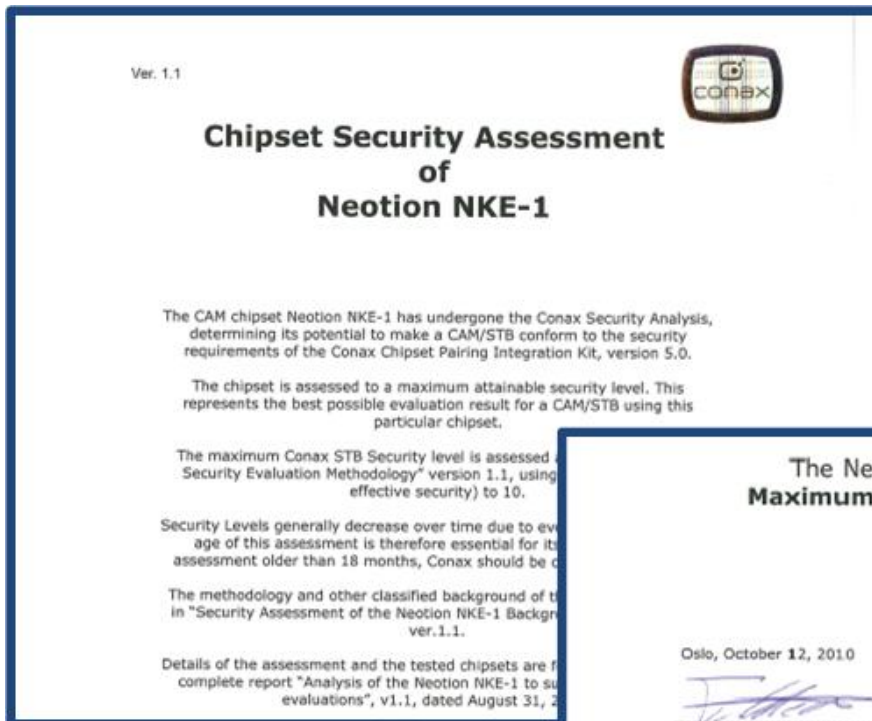 Ver. 1.1
conax
Chipset Security Assessment
of
Neotion NKE-1
The CAM chipset Neotion NKE-1 has undergone the Conax Security Analysis,
determining its potential to make a CAM/STB conform to the security
requirements of the Conax Chipset Pairing Integration Kit, version 5.0.
The chipset is assessed to a maximum attainable security level. This
represents the best possible evaluation result for a CAM/STB using this
particular chipset.
The maximum Conax STB Security level is assessed
Security Evaluation Methodology" version 1.1, using
effective security) to 10.
Security Levels generally decrease over time due to
age of this assessment is therefore essential for
assessment older than 18 months, Conax should be
The methodology and other classified background of
in "Security Assessment of the Neotion NKE-1
ver.1.1.
Details of the assessment and the tested chipsets are
complete report "Analysis of the Neotion NKE-1 to
evaluations", v1.1, dated August 31,
The
Maximum
Oslo, October 12, 2010